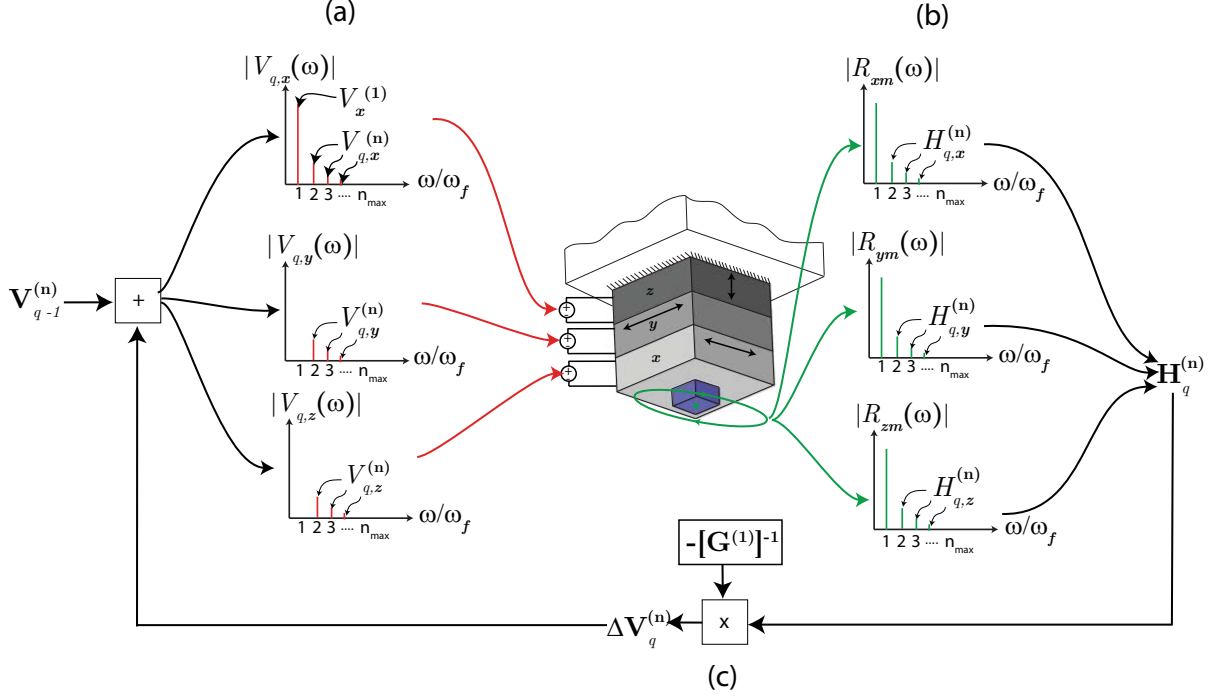 (a)
(b)
|V_{q,x}(ω)|
V_x^{(1)}
V_{q,x}^{(n)}
1 2 3 .... n_max
ω/ω_f
|V_{q,y}(ω)|
V_{q,y}^{(n)}
1 2 3 .... n_max
ω/ω_f
|V_{q,z}(ω)|
V_{q,z}^{(n)}
1 2 3 .... n_max
ω/ω_f
V_{q-1}^{(n)}
+
+
+
+
z
y
x
|R_{xm}(ω)|
H_{q,x}^{(n)}
1 2 3 .... n_max
ω/ω_f
|R_{ym}(ω)|
H_{q,y}^{(n)}
1 2 3 .... n_max
ω/ω_f
|R_{zm}(ω)|
H_{q,z}^{(n)}
1 2 3 .... n_max
ω/ω_f
H_q^{(n)}
-[G^{(1)}]^{-1}
x
ΔV_q^{(n)}
(c)